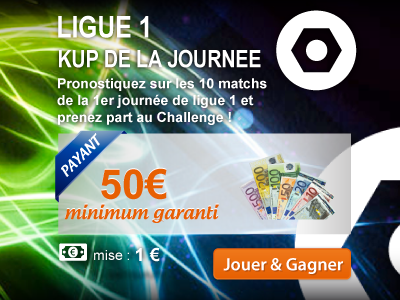 LIGUE 1
KUP DE LA JOURNEE
Pronostiquez sur les 10 matchs
de la 1er journée de ligue 1 et
prenez part au Challenge !
PAYANT
50€
minimum garanti
mise : 1 €
Jouer & Gagner